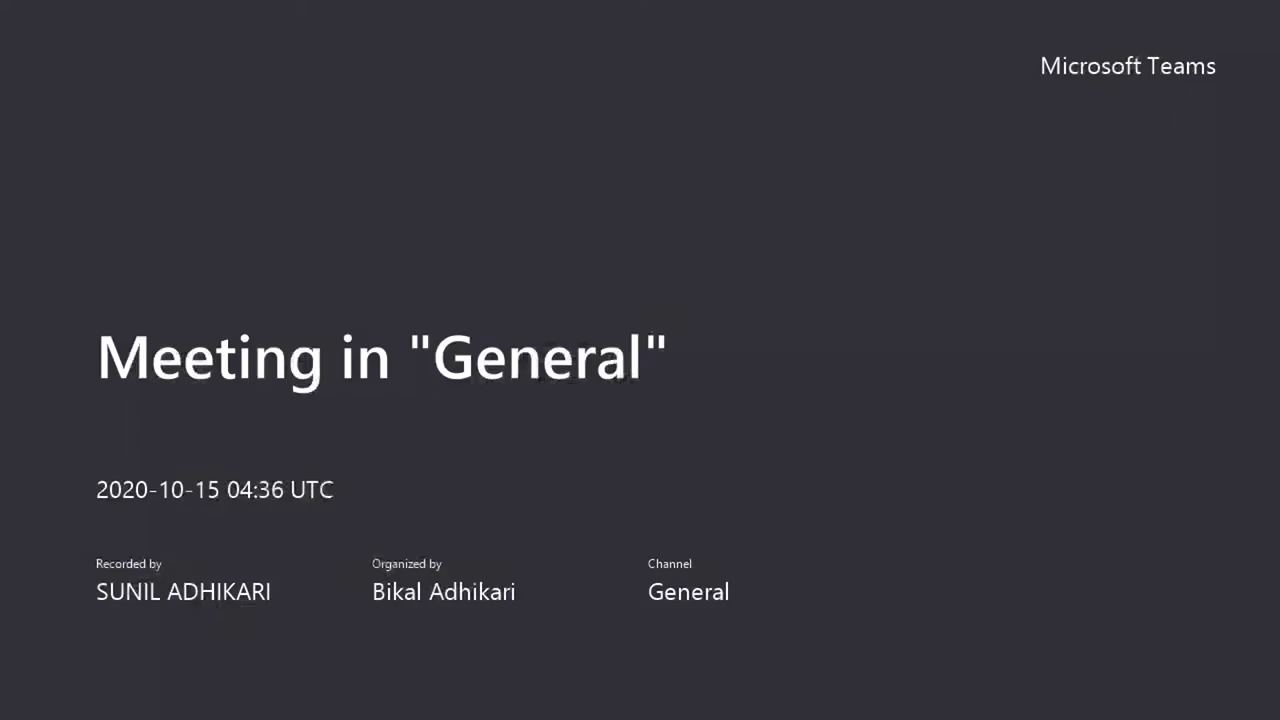 Microsoft Teams
Meeting in "General"
2020-10-15 04:36 UTC
Recorded by
SUNIL ADHIKARI
Organized by
Bikal Adhikari
Channel
General